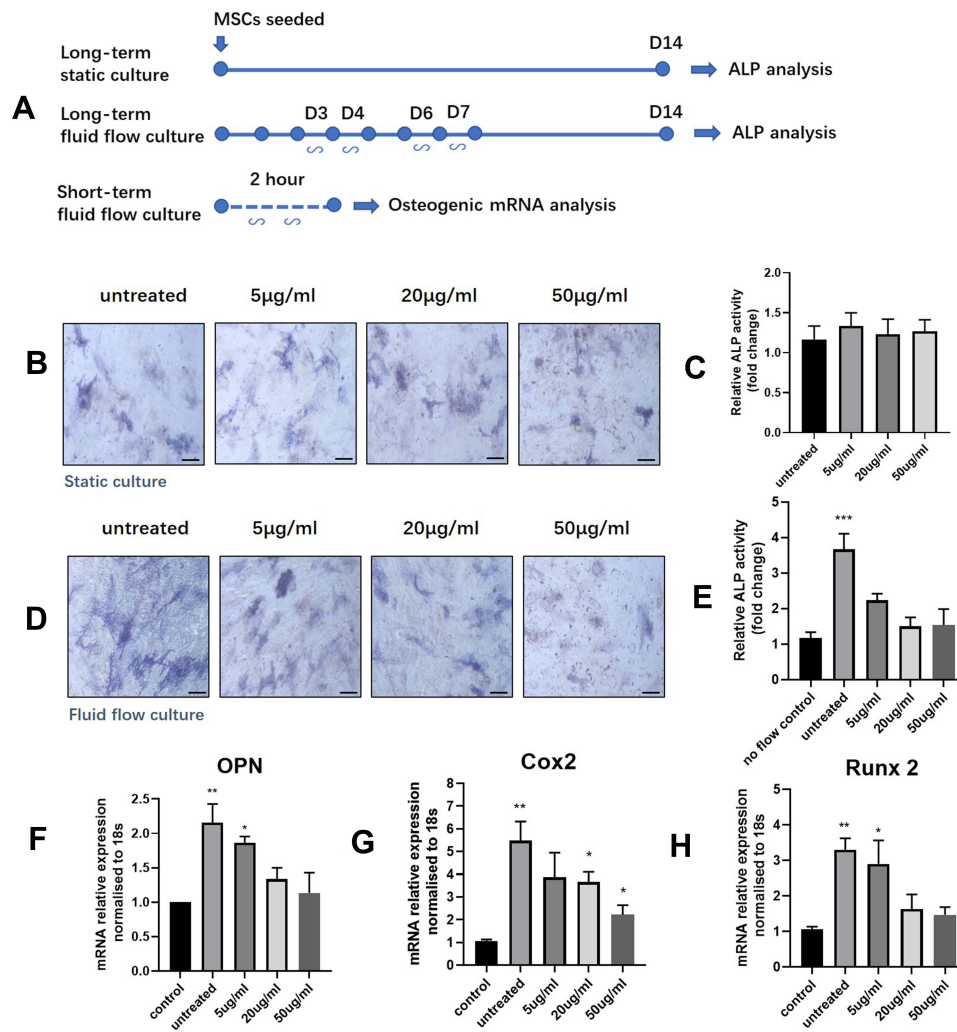 MSCs seeded
Long-term
static culture
D14
ALP analysis
A
Long-term
fluid flow culture
D3 D4 D6 D7
D14
ALP analysis
Short-term
fluid flow culture
2 hour
Osteogenic mRNA analysis
B
untreated 5μg/ml 20μg/ml 50μg/ml
Static culture
C
Relative ALP activity
(fold change)
2.0
1.5
1.0
0.5
0.0
untreated 5ug/ml 20ug/ml 50ug/ml
D
untreated 5μg/ml 20μg/ml 50μg/ml
Fluid flow culture
E
Relative ALP activity
(fold change)
5
4
3
2
1
0
***
no flow control untreated 5ug/ml 20ug/ml 50ug/ml
F
OPN
mRNA relative expression
normalised to 18s
2.5
2.0
1.5
1.0
0.5
0.0
** *
control untreated 5ug/ml 20ug/ml 50ug/ml
G
Cox2
mRNA relative expression
normalised to 18s
8
7
6
5
4
3
2
1
0
** * *
control untreated 5ug/ml 20ug/ml 50ug/ml
H
Runx 2
mRNA relative expression
normalised to 18s
5
4
3
2
1
0
** *
control untreated 5ug/ml 20ug/ml 50ug/ml